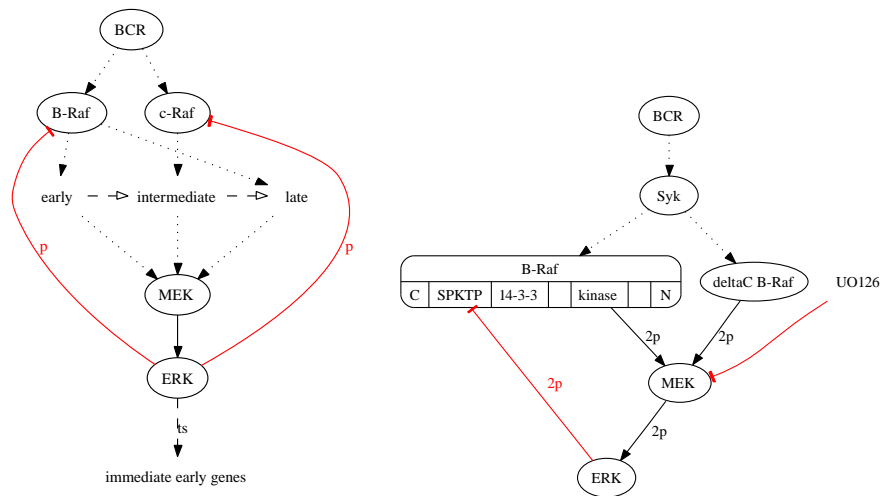 BCR
B-Raf
c-Raf
early
intermediate
late
p
p
MEK
ERK
ts
immediate early genes
BCR
Syk
B-Raf
C SPKTP 14-3-3 kinase N
deltaC B-Raf
UO126
2p
2p
MEK
2p
2p
ERK